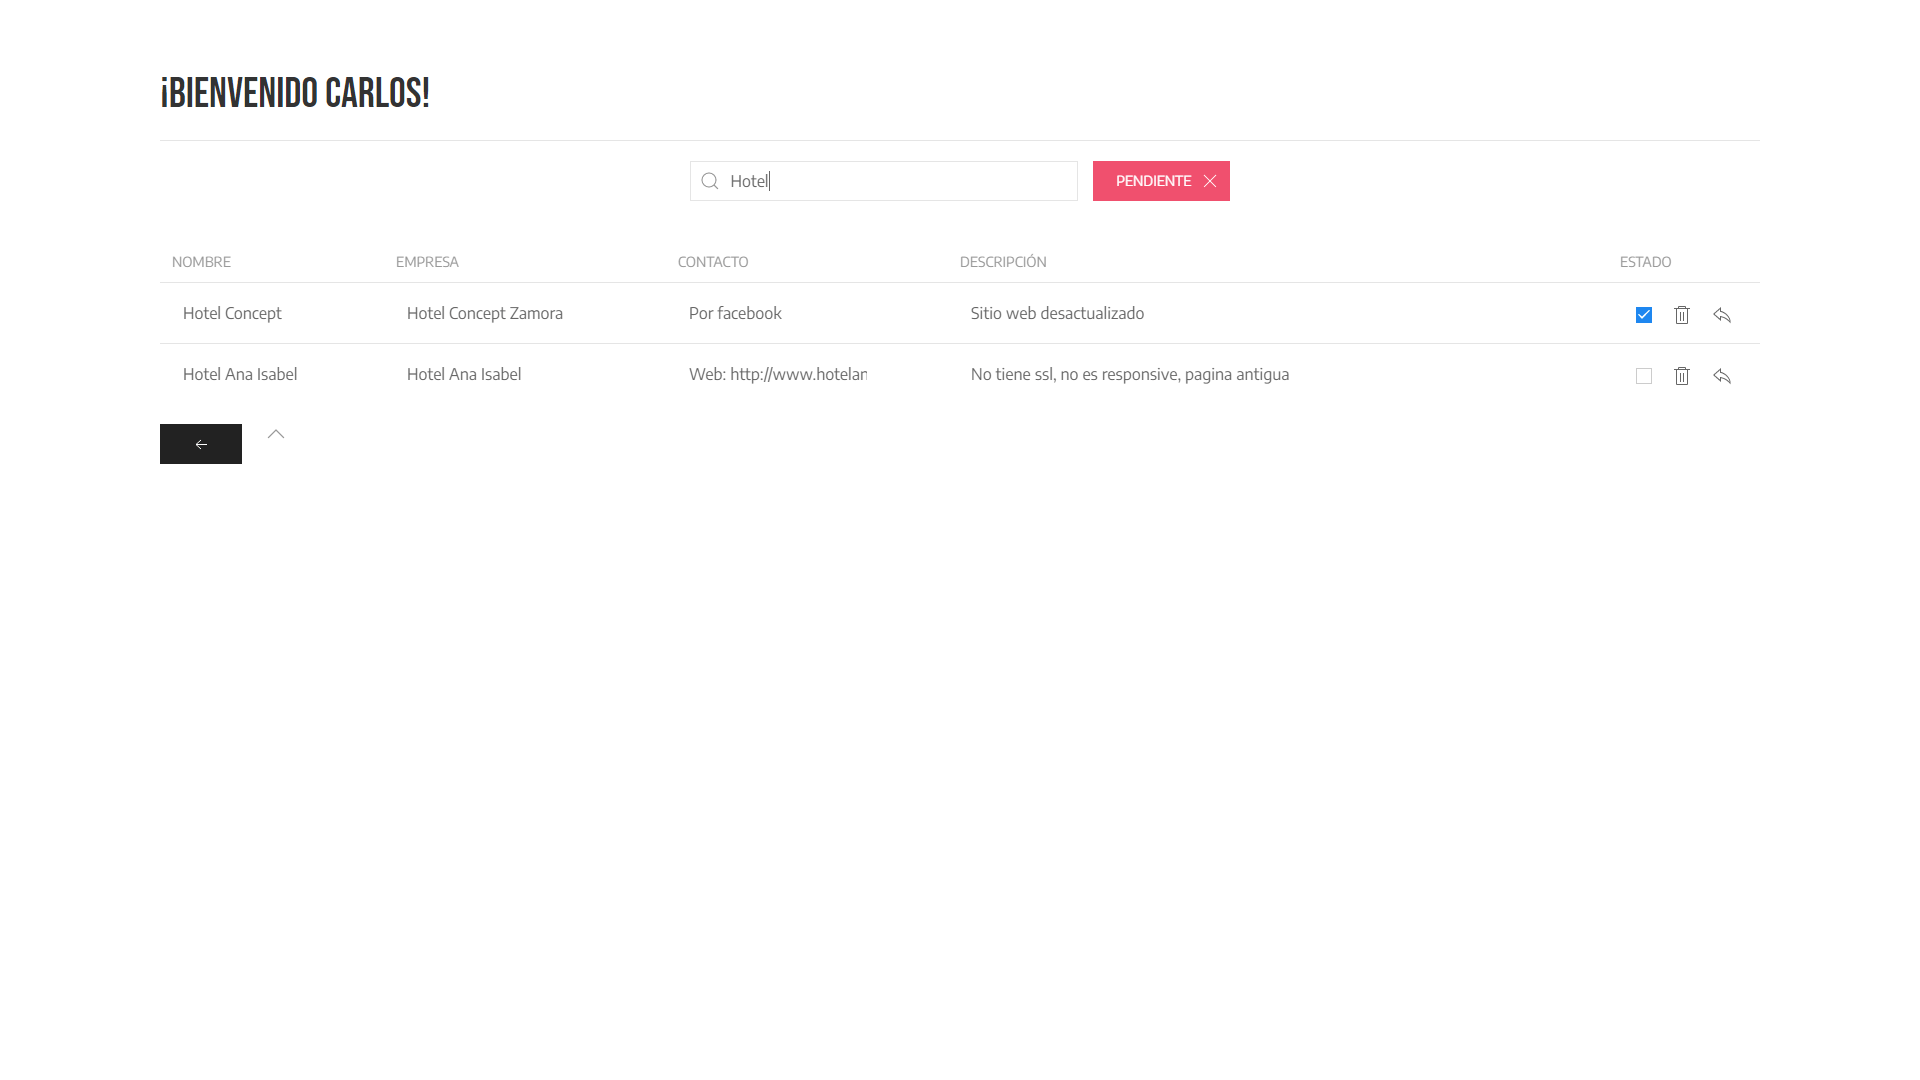 ¡BIENVENIDO CARLOS!
Hotel
PENDIENTE
NOMBRE EMPRESA CONTACTO DESCRIPCIÓN ESTADO
Hotel Concept Hotel Concept Zamora Por facebook Sitio web desactualizado
Hotel Ana Isabel Hotel Ana Isabel Web: http://www.hotelan No tiene ssl, no es responsive, pagina antigua